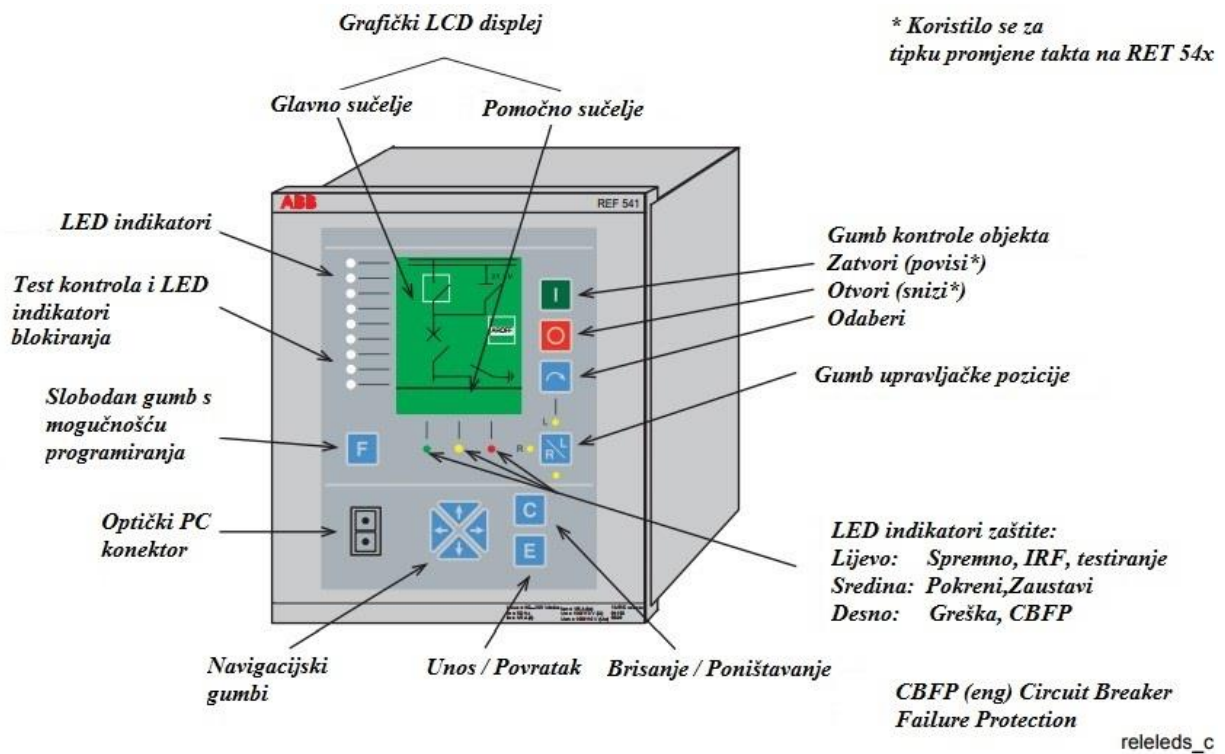 Grafički LCD displej
* Koristilo se za
tipku promjene takta na RET 54x
Glavno sučelje
Pomočno sučelje
ABB
REF 541
LED indikatori
Gumb kontrole objekta
Zatvori (povisi*)
Otvori (snizi*)
Odaberi
Test kontrola i LED
indikatori
blokiranja
I
O
Gumb upravljačke pozicije
Slobodan gumb s
mogučnošću
programiranja
F
L
R
R L
Optički PC
konektor
C
E
LED indikatori zaštite:
Lijevo: Spremno, IRF, testiranje
Sredina: Pokreni,Zaustavi
Desno: Greška, CBFP
Navigacijski
gumbi
Unos / Povratak
Brisanje / Poništavanje
CBFP (eng) Circuit Breaker
Failure Protection
releleds_c